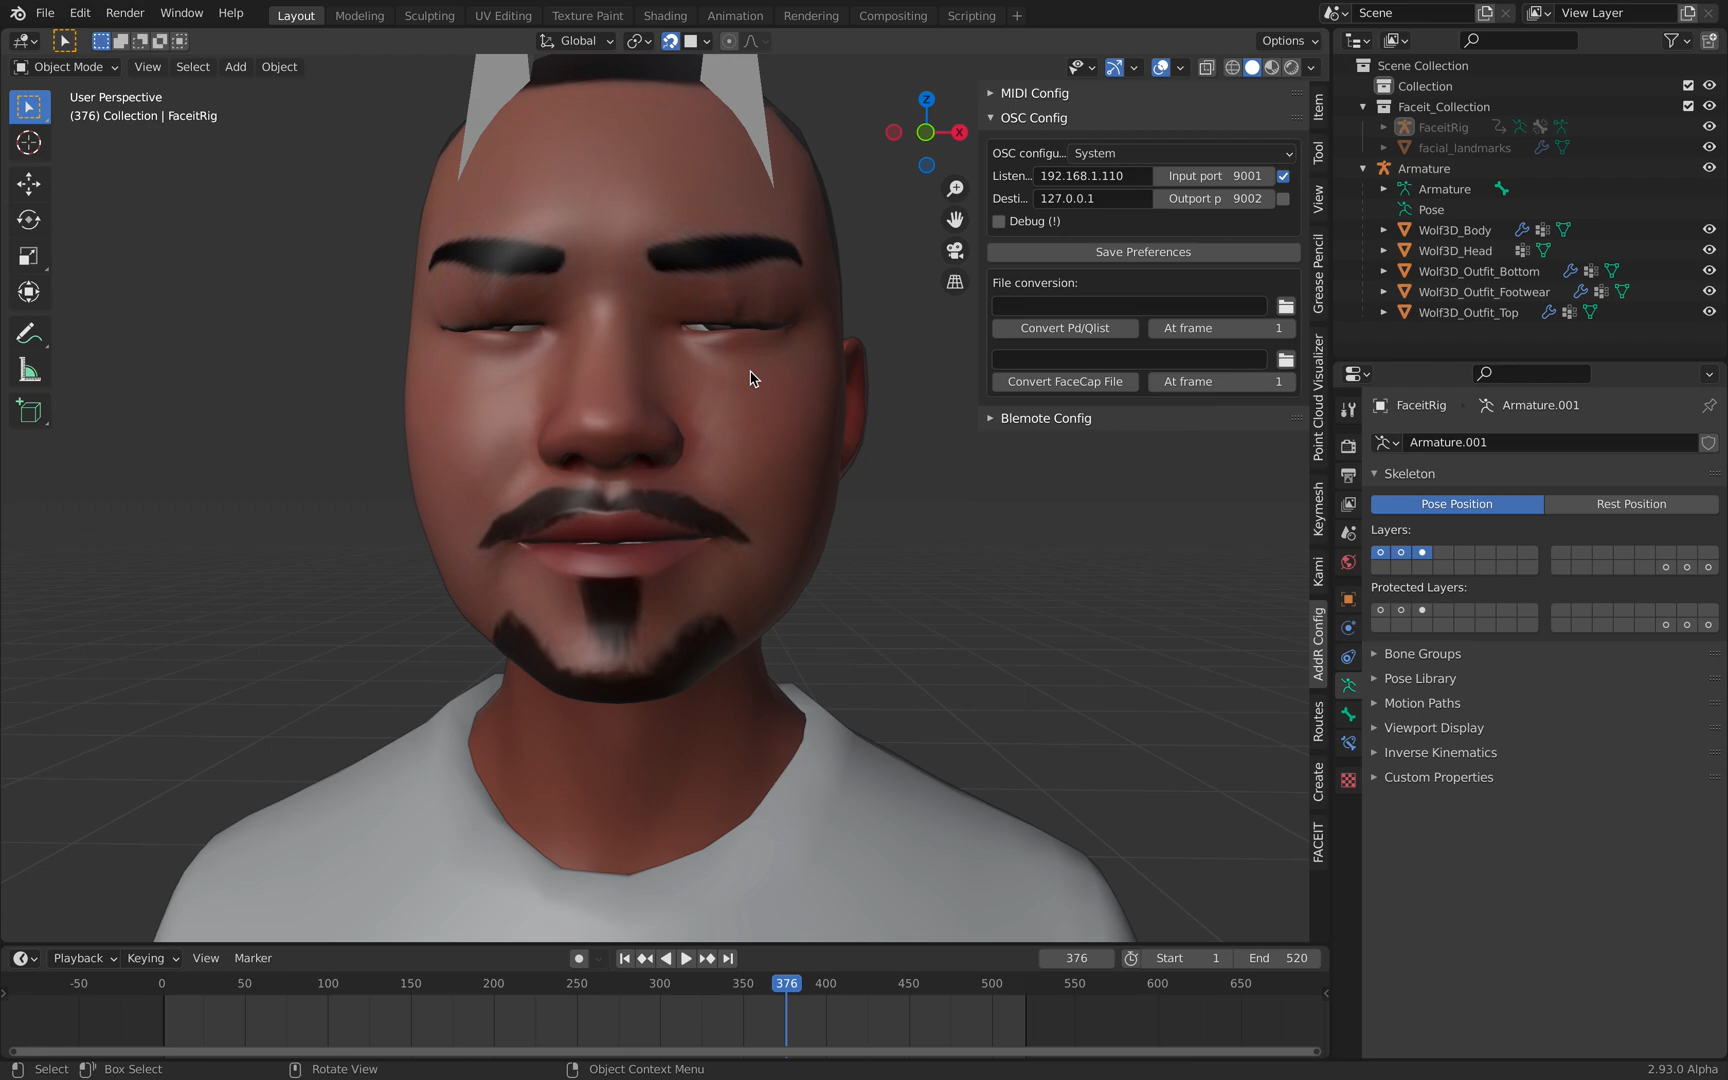 File Edit Render Window Help Layout Modeling Sculpting UV Editing Texture Paint Shading Animation Rendering Compositing Scripting + Scene View Layer
Global Options
Object Mode View Select Add Object
User Perspective
(376) Collection | FaceitRig
Z
X
MIDI Config
OSC Config
OSC configu... System
Listen... 192.168.1.110 Input port 9001
Desti... 127.0.0.1 Outport p 9002
Debug (!)
Save Preferences
File conversion:
Convert Pd/Qlist At frame 1
Convert FaceCap File At frame 1
Blemote Config
Item
Tool
View
Grease Pencil
Point Cloud Visualizer
Keymesh
Kami
AddR Config
Routes
Create
FACEIT
Scene Collection
Collection
Faceit_Collection
FaceitRig
facial_landmarks
Armature
Armature
Pose
Wolf3D_Body
Wolf3D_Head
Wolf3D_Outfit_Bottom
Wolf3D_Outfit_Footwear
Wolf3D_Outfit_Top
FaceitRig Armature.001
Armature.001
Skeleton
Pose Position Rest Position
Layers:
Protected Layers:
Bone Groups
Pose Library
Motion Paths
Viewport Display
Inverse Kinematics
Custom Properties
Playback Keying View Marker 376 Start 1 End 520
-50 0 50 100 150 200 250 300 350 376 400 450 500 550 600 650
Select Box Select Rotate View Object Context Menu 2.93.0 Alpha